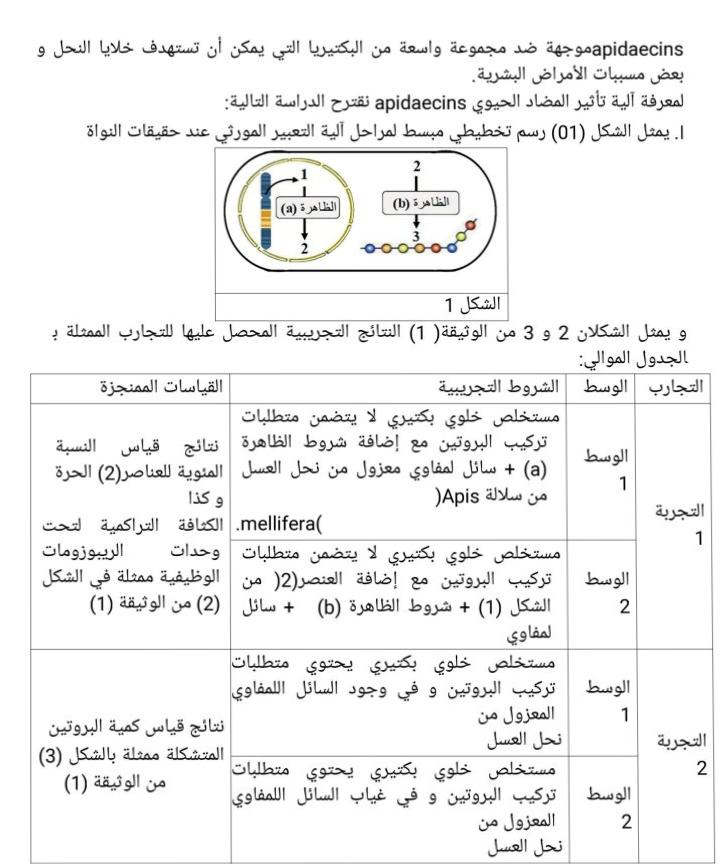 apidaecinsموجهة ضد مجموعة واسعة من البكتيريا التي يمكن أن تستهدف خلايا النحل و
بعض مسببات الأمراض البشرية.
لمعرفة آلية تأثير المضاد الحيوي apidaecins نقترح الدراسة التالية:
I. يمثل الشكل (01) رسم تخطيطي مبسط لمراحل آلية التعبير المورثي عند حقيقات النواة
1
الظاهرة (a)
2
2
الظاهرة (b)
3
الشكل 1
و يمثل الشكلان 2 و 3 من الوثيقة( 1) النتائج التجريبية المحصل عليها للتجارب الممثلة ب
الجدول الموالي:
التجارب الوسط الشروط التجريبية القياسات الممنجزة
التجربة
1
الوسط
1
مستخلص خلوي بكتيري لا يتضمن متطلبات
تركيب البروتين مع إضافة شروط الظاهرة
(a) + سائل لمفاوي معزول من نحل العسل
من سلالة Apis(
mellifera(.
نتائج قياس النسبة
المئوية للعناصر(2) الحرة
و كذا
الكثافة التراكمية لتحت
وحدات الريبوزومات
الوظيفية ممثلة في الشكل
(2) من الوثيقة (1)
الوسط
2
مستخلص خلوي بكتيري لا يتضمن متطلبات
تركيب البروتين مع إضافة العنصر(2( من
الشكل (1) + شروط الظاهرة (b) + سائل
لمفاوي
التجربة
2
الوسط
1
مستخلص خلوي بكتيري يحتوي متطلبات
تركيب البروتين و في وجود السائل اللمفاوي
المعزول من
نحل العسل
نتائج قياس كمية البروتين
المتشكلة ممثلة بالشكل (3)
من الوثيقة (1)
الوسط
2
مستخلص خلوي بكتيري يحتوي متطلبات
تركيب البروتين و في غياب السائل اللمفاوي
المعزول من
نحل العسل